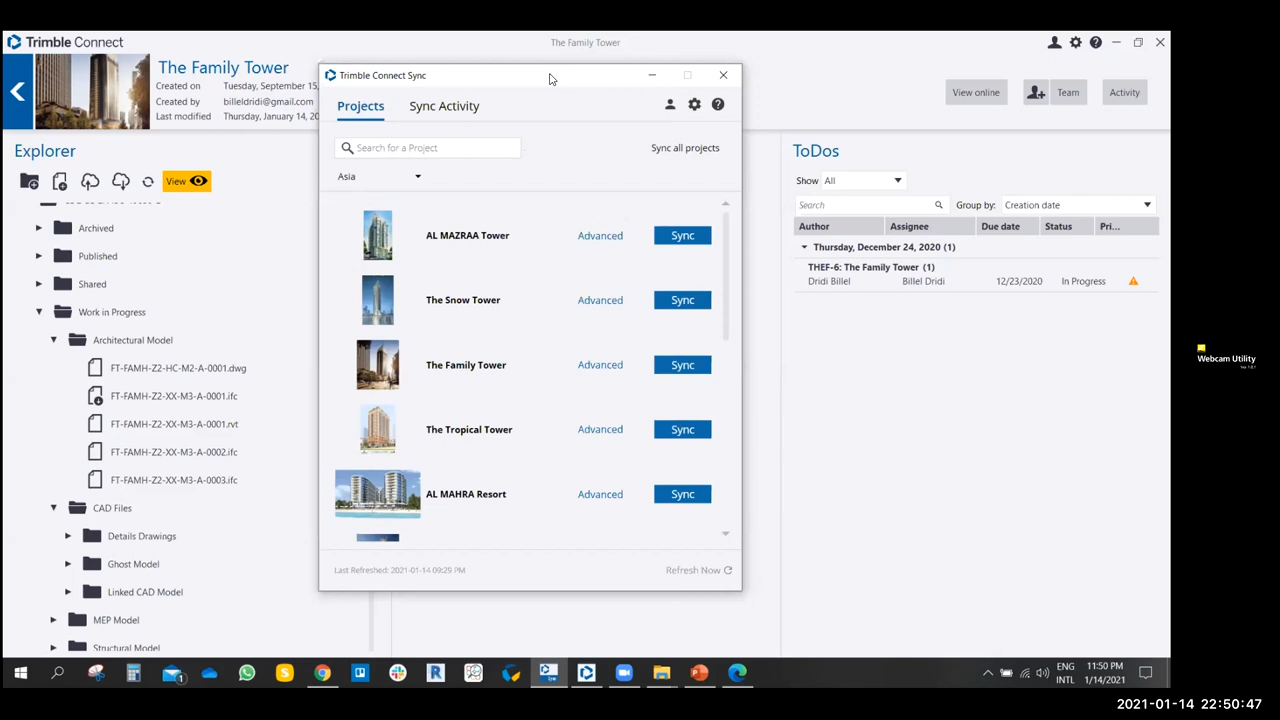 Trimble Connect
The Family Tower
The Family Tower
Created on Tuesday, September 15,
Created by billeldridi@gmail.com
Last modified Thursday, January 14, 20
View online
Team
Activity
Trimble Connect Sync
Projects
Sync Activity
Search for a Project
Sync all projects
Asia
AL MAZRAA Tower Advanced Sync
The Snow Tower Advanced Sync
The Family Tower Advanced Sync
The Tropical Tower Advanced Sync
AL MAHRA Resort Advanced Sync
Last Refreshed: 2021-01-14 09:29 PM
Refresh Now
Explorer
View
Archived
Published
Shared
Work in Progress
Architectural Model
FT-FAMH-Z2-HC-M2-A-0001.dwg
FT-FAMH-Z2-XX-M3-A-0001.ifc
FT-FAMH-Z2-XX-M3-A-0001.rvt
FT-FAMH-Z2-XX-M3-A-0002.ifc
FT-FAMH-Z2-XX-M3-A-0003.ifc
CAD Files
Details Drawings
Ghost Model
Linked CAD Model
MEP Model
Structural Model
ToDos
Show All
Search
Group by: Creation date
Author Assignee Due date Status Pri...
Thursday, December 24, 2020 (1)
THEF-6: The Family Tower (1)
Dridi Billel Billel Dridi 12/23/2020 In Progress
Webcam Utility
ENG 11:50 PM
INTL 1/14/2021
2021-01-14 22:50:47